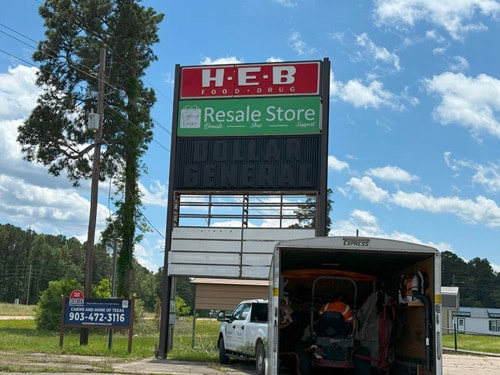 H·E·B
FOOD·DRUG
Resale Store
Donate Shop Support
DOLLAR
GENERAL
EXPRESS
CABINS AND MORE OF TEXAS
903-472-3116